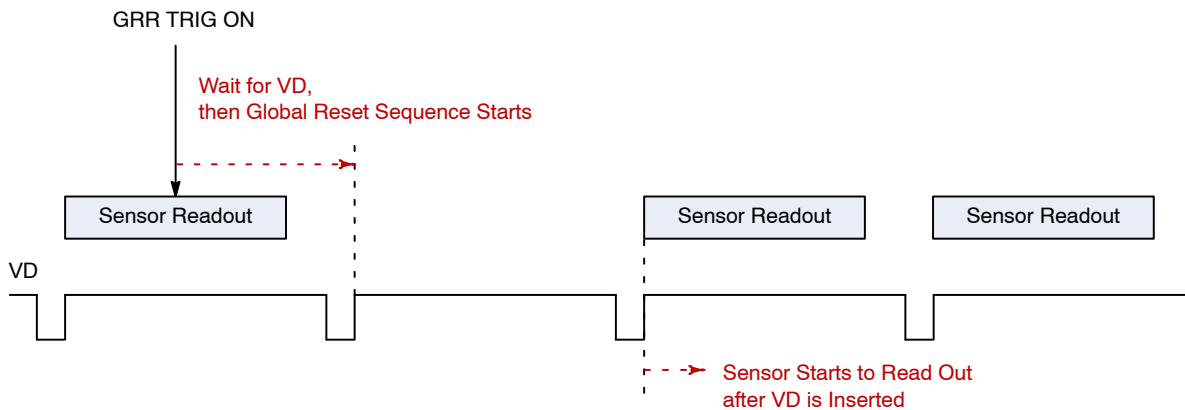 GRR TRIG ON
Wait for VD,
then Global Reset Sequence Starts
Sensor Readout
Sensor Readout
Sensor Readout
VD
Sensor Starts to Read Out
after VD is Inserted